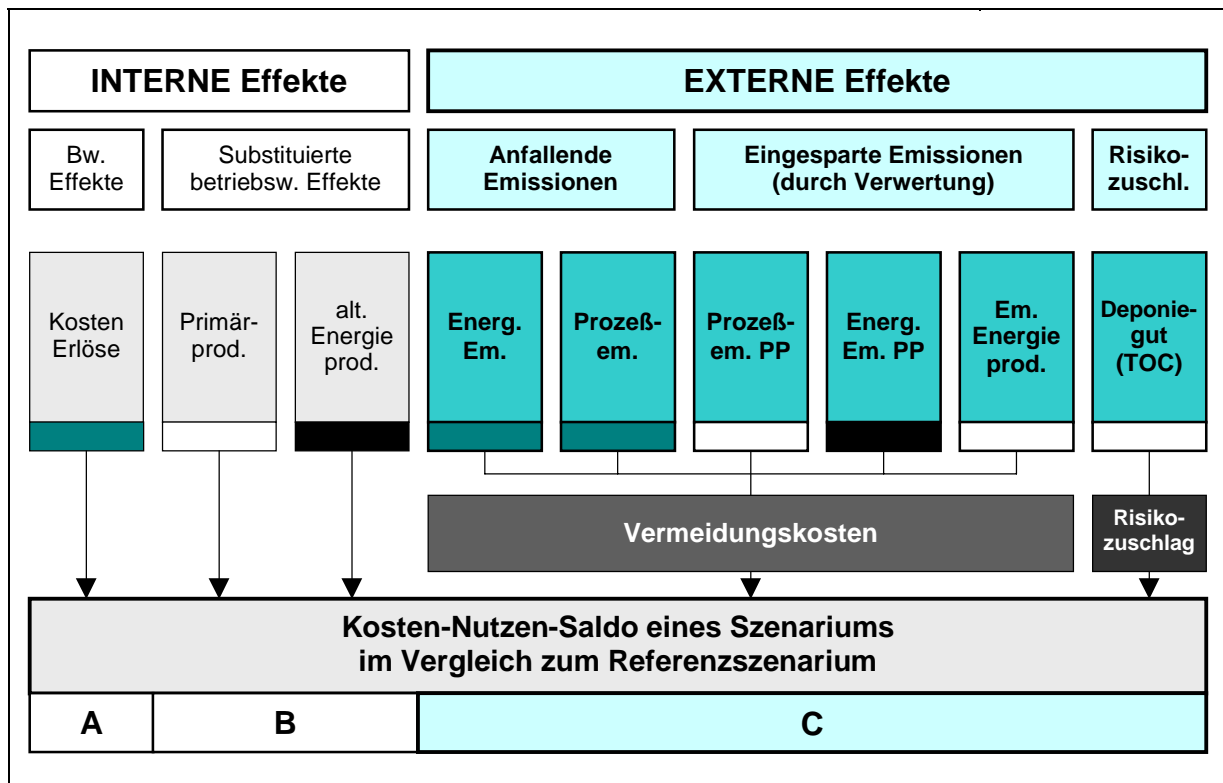 INTERNE Effekte
EXTERNE Effekte
Bw.
Effekte
Substituierte
betriebsw. Effekte
Anfallende
Emissionen
Eingesparte Emissionen
(durch Verwertung)
Risiko-
zuschl.
Kosten
Erlöse
Primär-
prod.
alt.
Energie
prod.
Energ.
Em.
Prozeß-
em.
Prozeß-
em. PP
Energ.
Em. PP
Em.
Energie
prod.
Deponie-
gut
(TOC)
Vermeidungskosten
Risiko-
zuschlag
Kosten-Nutzen-Saldo eines Szenariums
im Vergleich zum Referenzszenarium
A
B
C